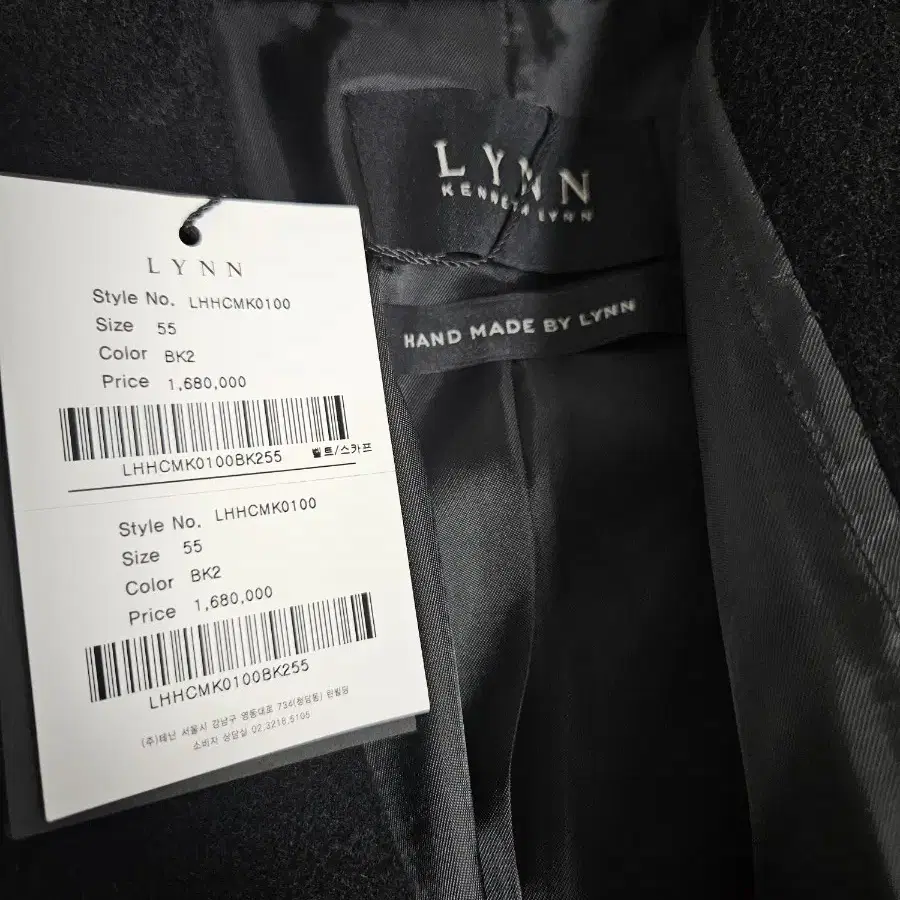 LYNN
KENNETH LYNN
HAND MADE BY LYNN
LYNN
Style No. LHHCMK0100
Size 55
Color BK2
Price 1,680,000
LHHCMK0100BK255 벨트/스카프
Style No. LHHCMK0100
Size 55
Color BK2
Price 1,680,000
LHHCMK0100BK255
(주)테난 서울시 강남구 영동대로 734(청담동) 린빌딩
소비자 상담실 02.3218.5105